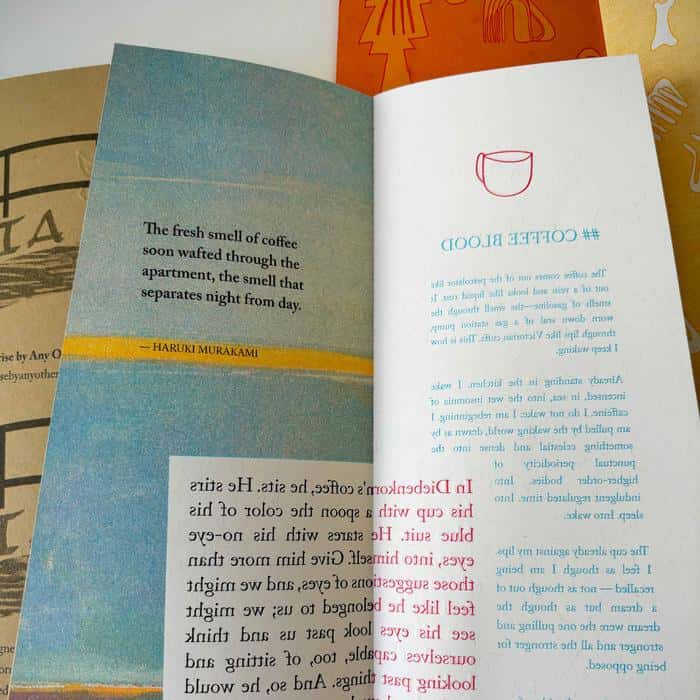 IA
rise by Any O
sebyanyother
The fresh smell of coffee
soon wafted through the
apartment, the smell that
separates night from day.
— HARUKI MURAKAMI
In Diebenkorn's coffee, he sits. He stirs
his cup with a spoon the color of his
blue suit. He stares with his no-eye
eyes, into himself. Give him more than
those suggestions of eyes, and we might
feel like he belonged to us; we might
see his eyes look past us and think
ourselves capable, too, of sitting and
looking past things. And so, he would
## COFFEE BLOOD
The coffee comes out of the percolator
out of a vein and looks like liquid rust. It
smells of gasoline—the smell through the
worn down seal of a gas station pump,
through lips like Victorian cuffs. This is how
I keep waking.
Already standing in the kitchen. I wake
incensed, in sea, into the wet insomnia of
caffeine. I do not wake. I am rebeginning. I
am pulled by the waking world, drawn as by
something celestial and dense into the
punctual periodicity of
higher-order bodies. Into
indulgent regulated time. Into
sleep. Into wake.
The cup already against my lips
I feel as though I am being
recalled — not as though out of
a dream but as though the
dream were the one pulling and
stronger and all the stronger for
being opposed.